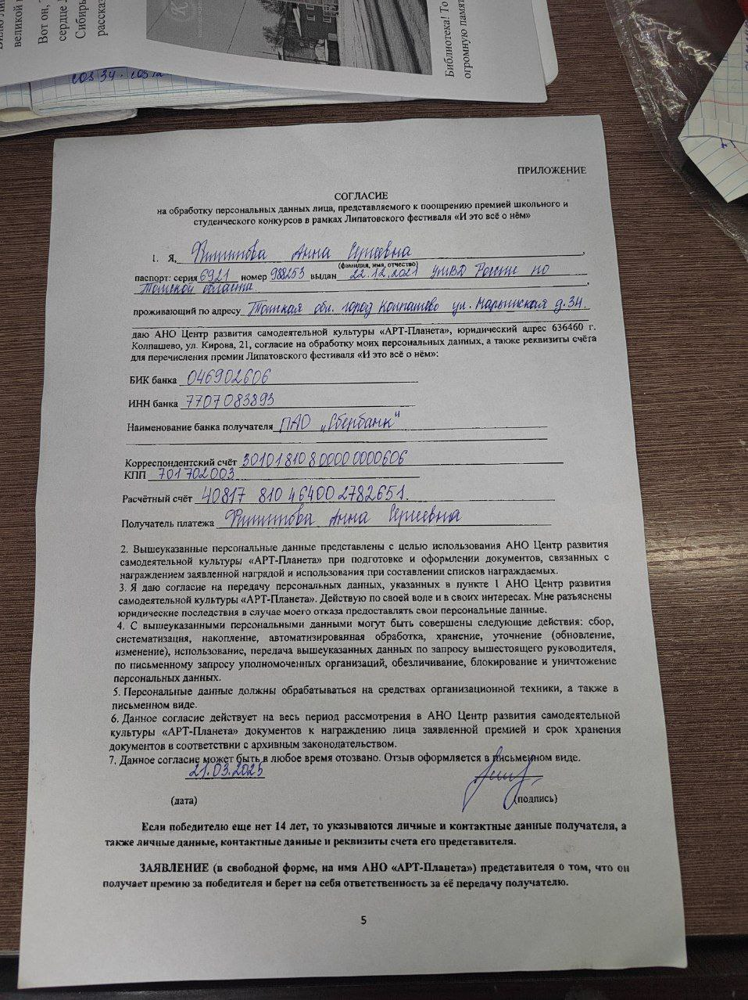 Вот он,
сердце
Сибирь
расска
великой
Библиотека! То
огромную памят
ПРИЛОЖЕНИЕ
СОГЛАСИЕ
на обработку персональных данных лица, представляемого к поощрению премией школьного и
студенческого конкурсов в рамках Липатовского фестиваля «И это всё о нём»
1. Я, Филиппова Анна Сергеевна,
(фамилия, имя, отчество)
паспорт: серия 6921 номер 988253 выдан 22.12.2021 УМВД России по
Томской области,
проживающий по адресу Томская обл. город Колпашево ул. Марьинская д.34.
даю АНО Центр развития самодеятельной культуры «АРТ-Планета», юридический адрес 636460 г.
Колпашево, ул. Кирова, 21, согласие на обработку моих персональных данных, а также реквизиты счёта
для перечисления премии Липатовского фестиваля «И это всё о нём»:
БИК банка 046902606
ИНН банка 7707083893
Наименование банка получателя ПАО „Сбербанк"
Корреспондентский счёт 30101810800000000606
КПП 701702003
Расчётный счёт 40817 810 4 6400 2782651.
Получатель платежа Филиппова Анна Сергеевна
2. Вышеуказанные персональные данные представлены с целью использования АНО Центр развития
самодеятельной культуры «АРТ-Планета» при подготовке и оформлении документов, связанных с
награждением заявленной наградой и использования при составлении списков награждаемых.
3. Я даю согласие на передачу персональных данных, указанных в пункте 1 АНО Центр развития
самодеятельной культуры «АРТ-Планета». Действую по своей воле и в своих интересах. Мне разъяснены
юридические последствия в случае моего отказа предоставлять свои персональные данные.
4. С вышеуказанными персональными данными могут быть совершены следующие действия: сбор,
систематизация, накопление, автоматизированная обработка, хранение, уточнение (обновление,
изменение), использование, передача вышеуказанных данных по запросу вышестоящего руководителя,
по письменному запросу уполномоченных организаций, обезличивание, блокирование и уничтожение
персональных данных.
5. Персональные данные должны обрабатываться на средствах организационной техники, а также в
письменном виде.
6. Данное согласие действует на весь период рассмотрения в АНО Центр развития самодеятельной
культуры «АРТ-Планета» документов к награждению лица заявленной премией и срок хранения
документов в соответствии с архивным законодательством.
7. Данное согласие может быть в любое время отозвано. Отзыв оформляется в письменном виде.
21.03.2025
(дата) (подпись)
Если победителю еще нет 14 лет, то указываются личные и контактные данные получателя, а
также личные данные, контактные данные и реквизиты счета его представителя.
ЗАЯВЛЕНИЕ (в свободной форме, на имя АНО «АРТ-Планета») представителя о том, что он
получает премию за победителя и берет на себя ответственность за её передачу получателю.
5